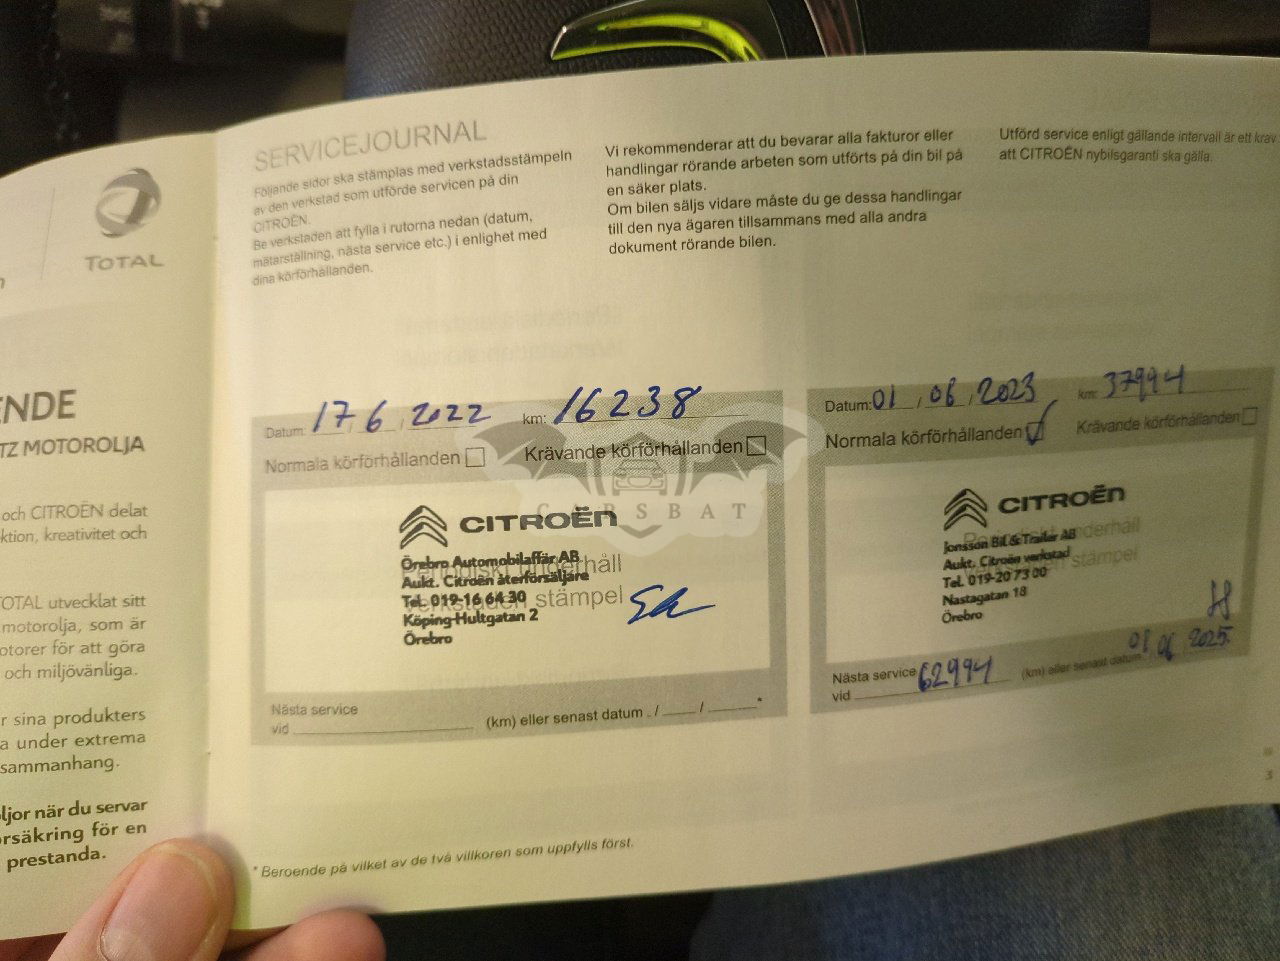 TOTAL
ENDE
TZ MOTOROLJA
och CITROËN delat
ktion, kreativitet och
TOTAL utvecklat sitt
motorolja, som är
otorer för att göra
och miljövänliga.
r sina produkters
a under extrema
sammanhang.
ljor när du servar
rsäkring för en
prestanda.
SERVICEJOURNAL
Följande sidor ska stämplas med verkstadsstämpeln
av den verkstad som utförde servicen på din
CITROËN.
Be verkstaden att fylla i rutorna nedan (datum,
mätarställning, nästa service etc.) i enlighet med
dina körförhållanden.
Vi rekommenderar att du bevarar alla fakturor eller
handlingar rörande arbeten som utförts på din bil på
en säker plats.
Om bilen säljs vidare måste du ge dessa handlingar
till den nya ägaren tillsammans med alla andra
dokument rörande bilen.
Utförd service enligt gällande intervall är ett krav
att CITROËN nybilsgaranti ska gälla.
Datum: 17 / 6 / 2022 km: 16238
Normala körförhållanden Krävande körförhållanden
CARSBAT
CITROËN
Örebro Automobilaffär AB
Periodiskt underhåll
Aukt. Citroën återförsäljare
Tel. 019-16 64 30
Verkstaden stämpel
Köping-Hultgatan 2
Örebro
Nästa service
vid (km) eller senast datum / / *
Datum: 01 / 06 / 2023 km: 37994
Normala körförhållanden Krävande körförhållanden
CITROËN
Periodiskt underhåll
Jonsson Bil & Trailer AB
Aukt. Citroën verkstad
stämpel
Tel. 019-20 73 00
Nastagatan 18
Örebro
Nästa service
vid 62994 (km) eller senast datum 01 06 2025
3
* Beroende på vilket av de två villkoren som uppfylls först.